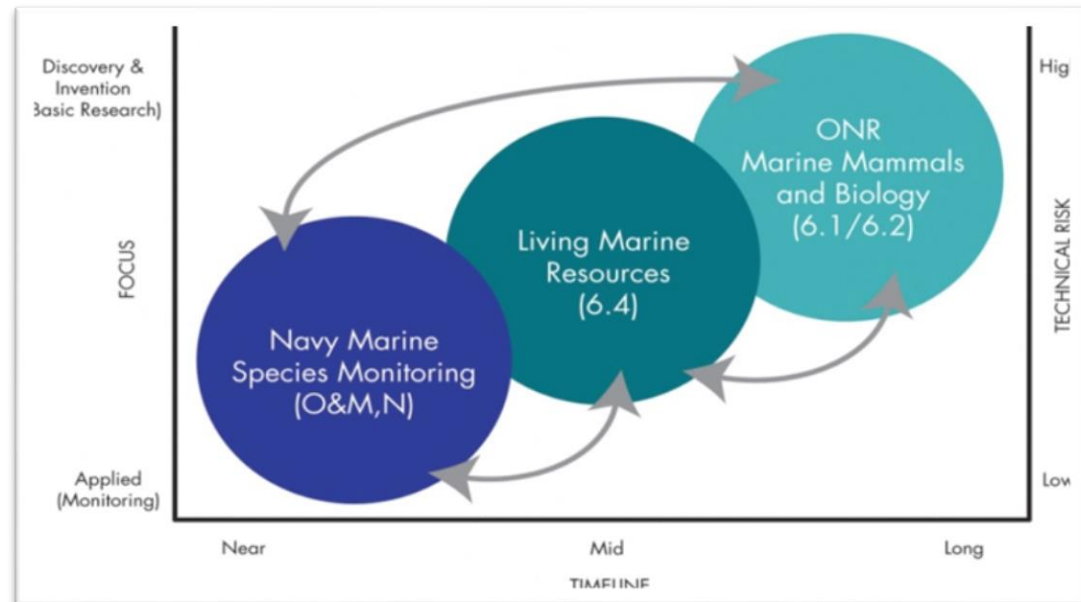 Discovery &
Invention
Basic Research)
FOCUS
Applied
(Monitoring)
Navy Marine
Species Monitoring
(O&M,N)
Living Marine
Resources
(6.4)
ONR
Marine Mammals
and Biology
(6.1/6.2)
Hig
TECHNICAL RISK
Low
Near
Mid
Long
TIMELINE